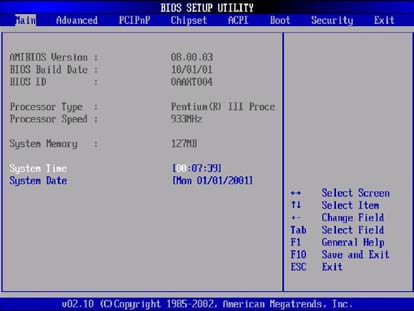 BIOS SETUP UTILITY
Main Advanced PCIPnP Chipset ACPI Boot Security Exit
AMIBIOS Version : 08.00.03
BIOS Build Date : 10/01/01
BIOS ID : 0AAXT004
Processor Type : Pentium(R) III Proce
Processor Speed : 933MHz
System Memory : 127MB
System Time [00:07:39]
System Date [Mon 01/01/2001]
↔ Select Screen
↑↓ Select Item
+- Change Field
Tab Select Field
F1 General Help
F10 Save and Exit
ESC Exit
v02.10 (C)Copyright 1985-2002, American Megatrends, Inc.